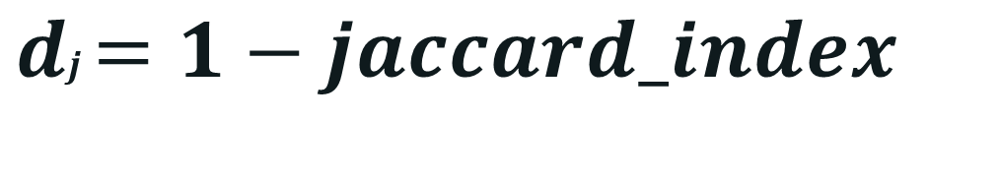 dⱼ = 1 − jaccard_index